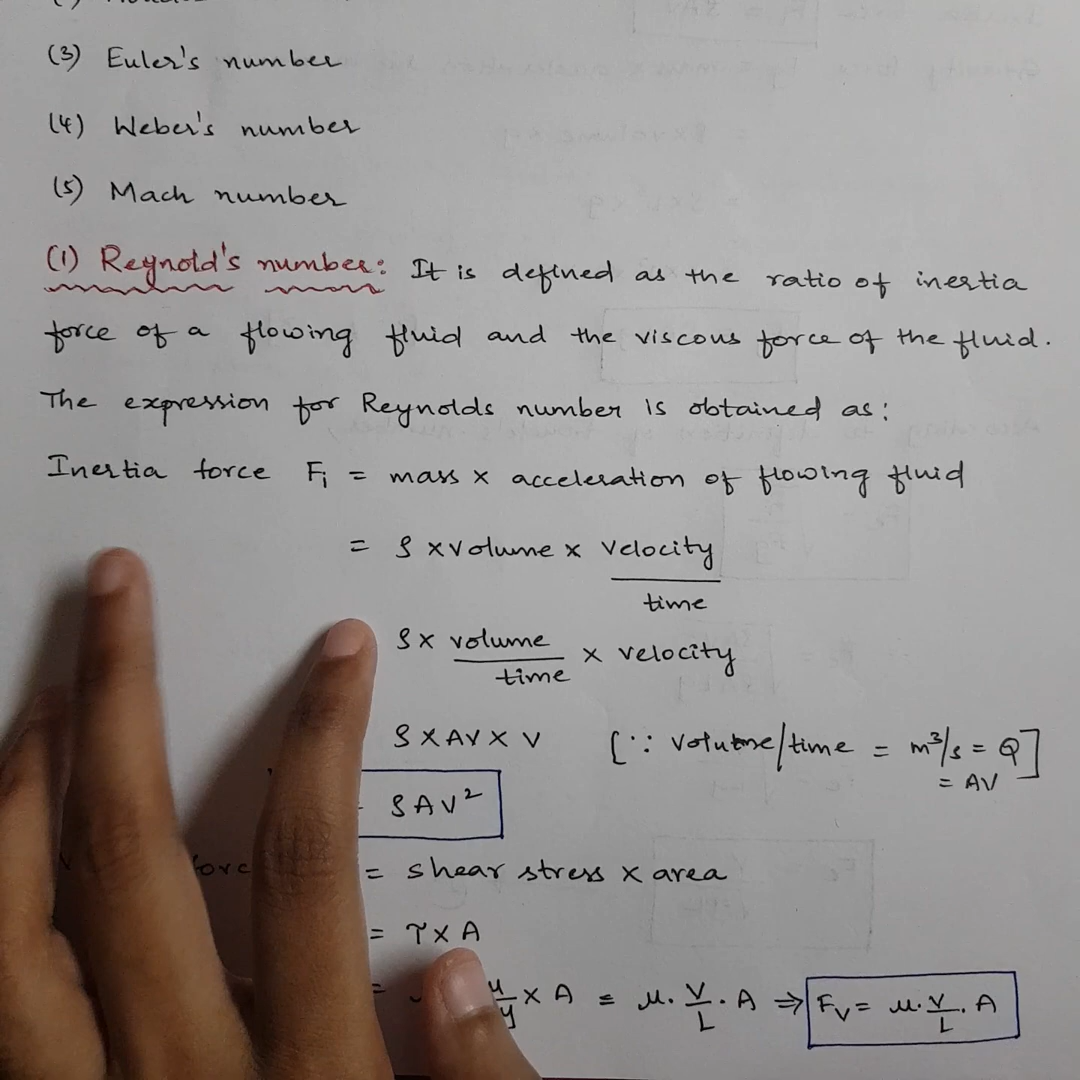 (3) Euler's number
(4) Weber's number
(5) Mach number
(1) Reynold's number: It is defined as the ratio of inertia
force of a flowing fluid and the viscous force of the fluid.
The expression for Reynolds number is obtained as:
Inertia force Fi = mass x acceleration of flowing fluid
= ρ x volume x velocity/time
ρ x volume/time x velocity
ρ x AV x V [∵ volume/time = m³/s = Q]
= AV
ρAV²
force = shear stress x area
= τ x A
= x A = μ. V/L . A ⇒ Fv = μ. V/L . A